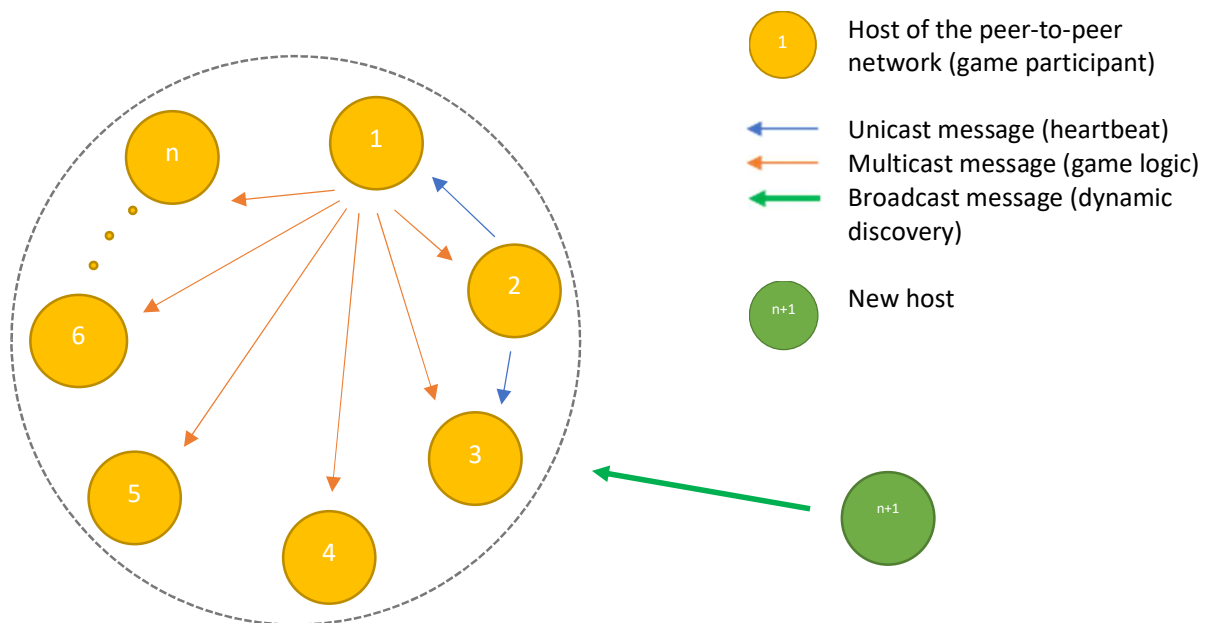 n
1
2
6
3
5
4
n+1
1
Host of the peer-to-peer
network (game participant)
Unicast message (heartbeat)
Multicast message (game logic)
Broadcast message (dynamic
discovery)
n+1
New host